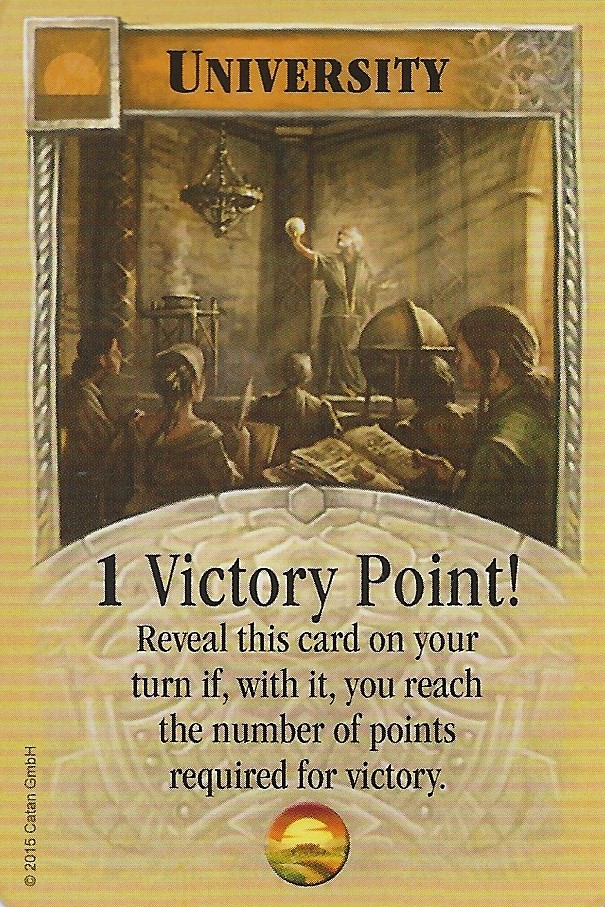 UNIVERSITY
1 Victory Point!
Reveal this card on your
turn if, with it, you reach
the number of points
required for victory.
© 2015 Catan GmbH